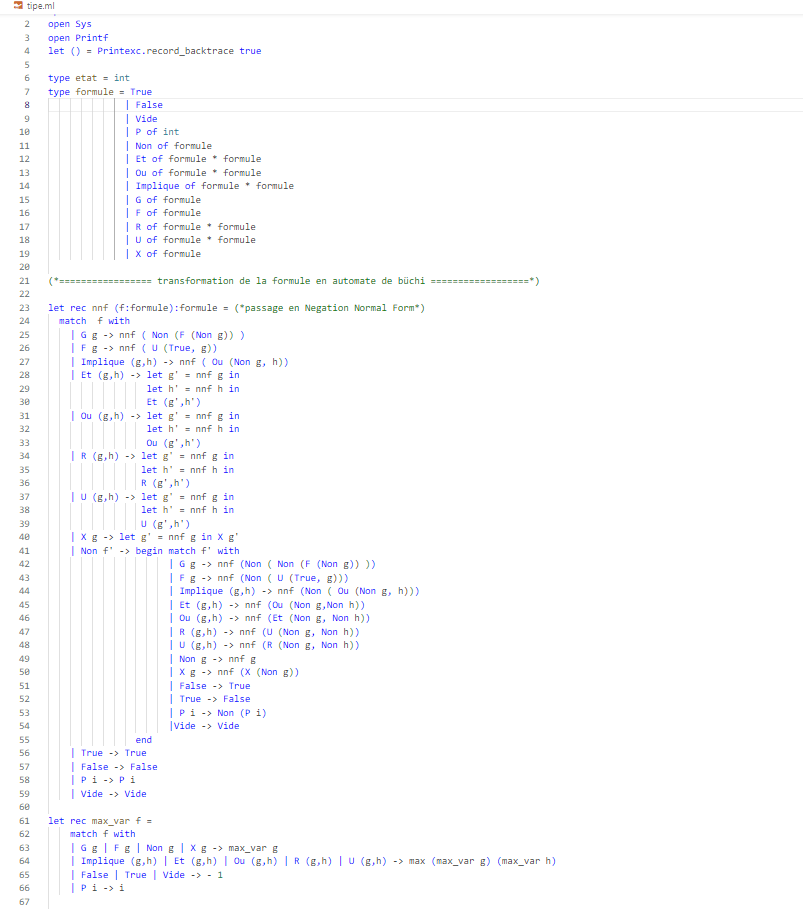 tipe.ml
2 open Sys
3 open Printf
4 let () = Printexc.record_backtrace true
5
6 type etat = int
7 type formule = True
8 | False
9 | Vide
10 | P of int
11 | Non of formule
12 | Et of formule * formule
13 | Ou of formule * formule
14 | Implique of formule * formule
15 | G of formule
16 | F of formule
17 | R of formule * formule
18 | U of formule * formule
19 | X of formule
20
21 (*================= transformation de la formule en automate de büchi ==================*)
22
23 let rec nnf (f:formule):formule = (*passage en Negation Normal Form*)
24 match  f with
25 | G g -> nnf ( Non (F (Non g)) )
26 | F g -> nnf ( U (True, g))
27 | Implique (g,h) -> nnf ( Ou (Non g, h))
28 | Et (g,h) -> let g' = nnf g in
29 let h' = nnf h in
30 Et (g',h')
31 | Ou (g,h) -> let g' = nnf g in
32 let h' = nnf h in
33 Ou (g',h')
34 | R (g,h) -> let g' = nnf g in
35 let h' = nnf h in
36 R (g',h')
37 | U (g,h) -> let g' = nnf g in
38 let h' = nnf h in
39 U (g',h')
40 | X g -> let g' = nnf g in X g'
41 | Non f' -> begin match f' with
42 | G g -> nnf (Non ( Non (F (Non g)) ))
43 | F g -> nnf (Non ( U (True, g)))
44 | Implique (g,h) -> nnf (Non ( Ou (Non g, h)))
45 | Et (g,h) -> nnf (Ou (Non g,Non h))
46 | Ou (g,h) -> nnf (Et (Non g, Non h))
47 | R (g,h) -> nnf (U (Non g, Non h))
48 | U (g,h) -> nnf (R (Non g, Non h))
49 | Non g -> nnf g
50 | X g -> nnf (X (Non g))
51 | False -> True
52 | True -> False
53 | P i -> Non (P i)
54 |Vide -> Vide
55 end
56 | True -> True
57 | False -> False
58 | P i -> P i
59 | Vide -> Vide
60
61 let rec max_var f =
62 match f with
63 | G g | F g | Non g | X g -> max_var g
64 | Implique (g,h) | Et (g,h) | Ou (g,h) | R (g,h) | U (g,h) -> max (max_var g) (max_var h)
65 | False | True | Vide -> - 1
66 | P i -> i
67